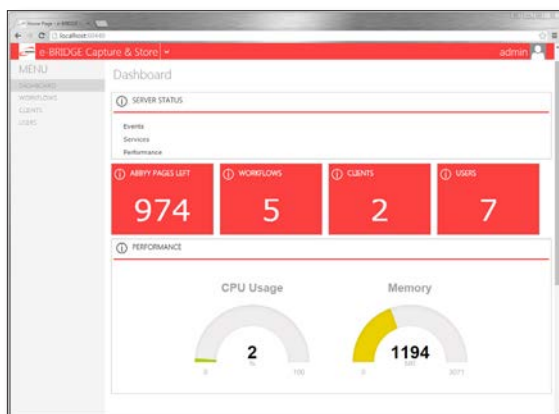 Home Page - e-BRIDGE
localhost
e-BRIDGE Capture & Store
admin
MENU
DASHBOARD
WORKFLOWS
CLIENTS
USERS
Dashboard
SERVER STATUS
Events
Services
Performance
ABBYY PAGES LEFT
974
WORKFLOWS
5
CLIENTS
2
USERS
7
PERFORMANCE
CPU Usage
2
%
0
100
Memory
1194
0
3071